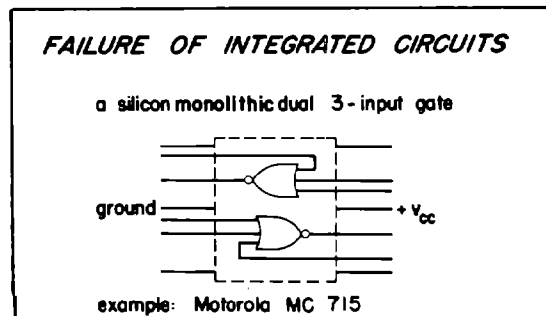 FAILURE OF INTEGRATED CIRCUITS
a silicon monolithic dual 3-input gate
ground
+ Vcc
example: Motorola MC 715